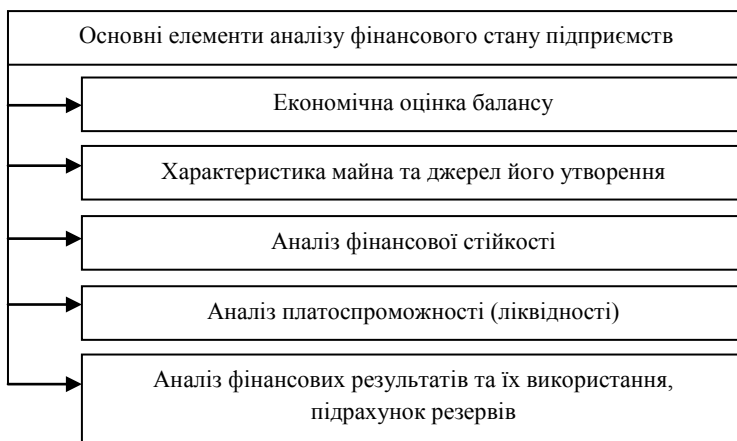 Основні елементи аналізу фінансового стану підприємств
Економічна оцінка балансу
Характеристика майна та джерел його утворення
Аналіз фінансової стійкості
Аналіз платоспроможності (ліквідності)
Аналіз фінансових результатів та їх використання,
підрахунок резервів